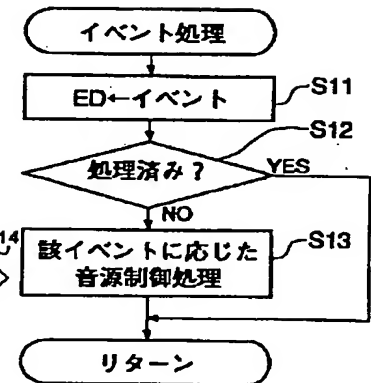 イベント処理
ED←イベント
S11
S12
処理済み?
YES
NO
14
該イベントに応じた
音源制御処理
S13
リターン